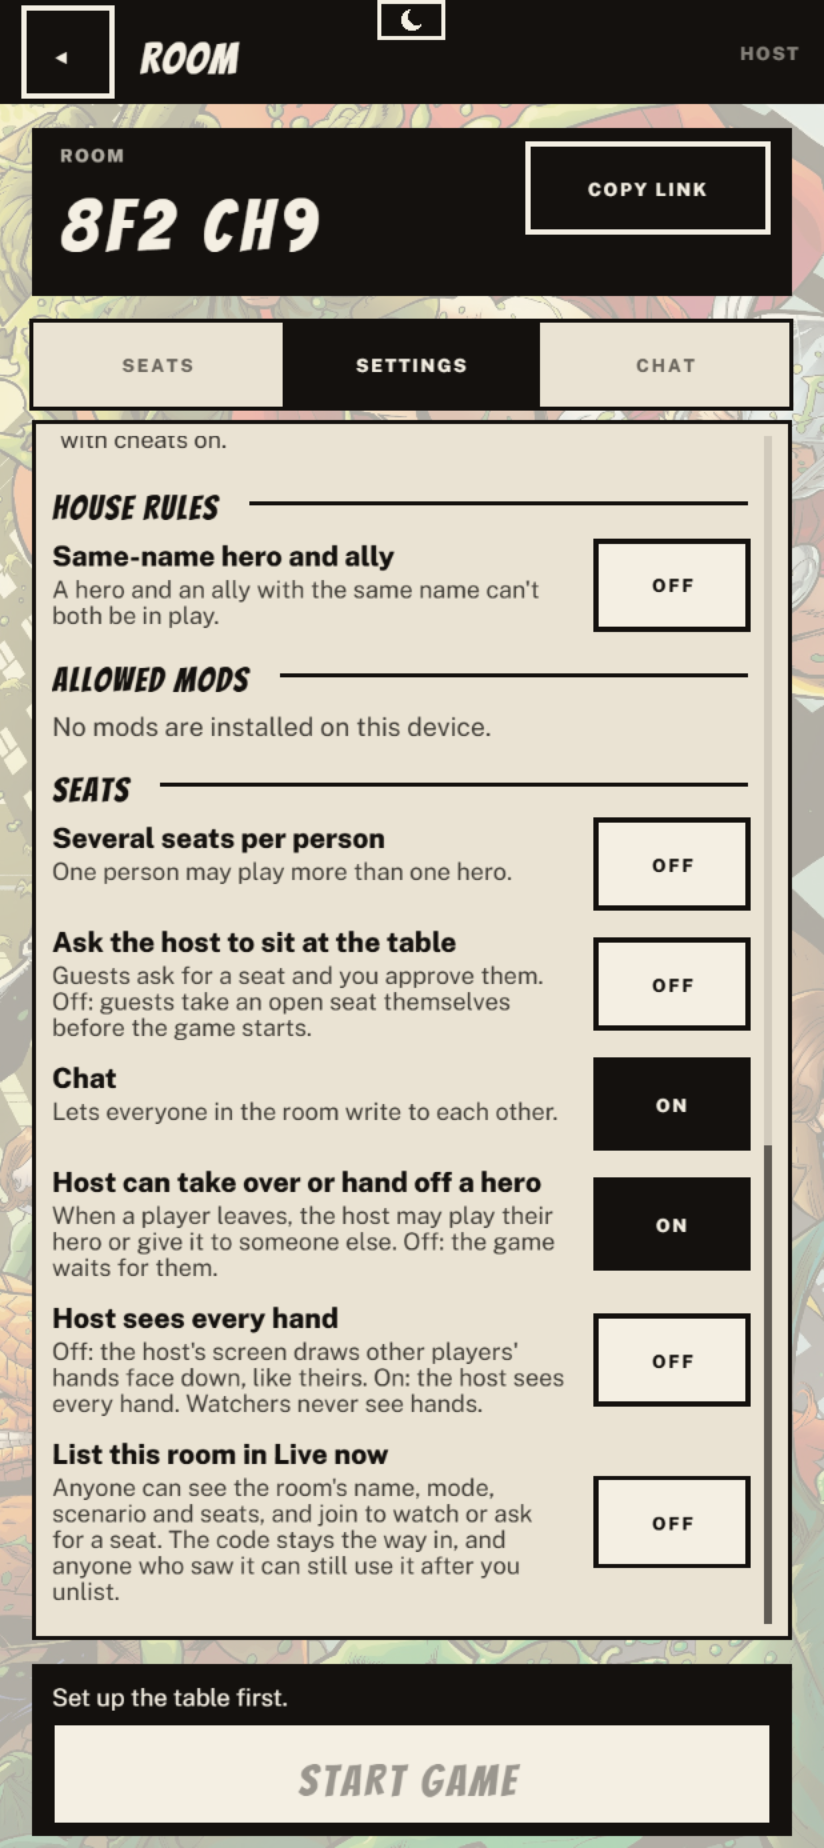 ROOM
HOST
ROOM
8F2 CH9
COPY LINK
SEATS
SETTINGS
CHAT
with cheats on.
HOUSE RULES
Same-name hero and ally
A hero and an ally with the same name can't
both be in play.
OFF
ALLOWED MODS
No mods are installed on this device.
SEATS
Several seats per person
One person may play more than one hero.
OFF
Ask the host to sit at the table
Guests ask for a seat and you approve them.
Off: guests take an open seat themselves
before the game starts.
OFF
Chat
Lets everyone in the room write to each other.
ON
Host can take over or hand off a hero
When a player leaves, the host may play their
hero or give it to someone else. Off: the game
waits for them.
ON
Host sees every hand
Off: the host's screen draws other players'
hands face down, like theirs. On: the host sees
every hand. Watchers never see hands.
OFF
List this room in Live now
Anyone can see the room's name, mode,
scenario and seats, and join to watch or ask
for a seat. The code stays the way in, and
anyone who saw it can still use it after you
unlist.
OFF
Set up the table first.
START GAME